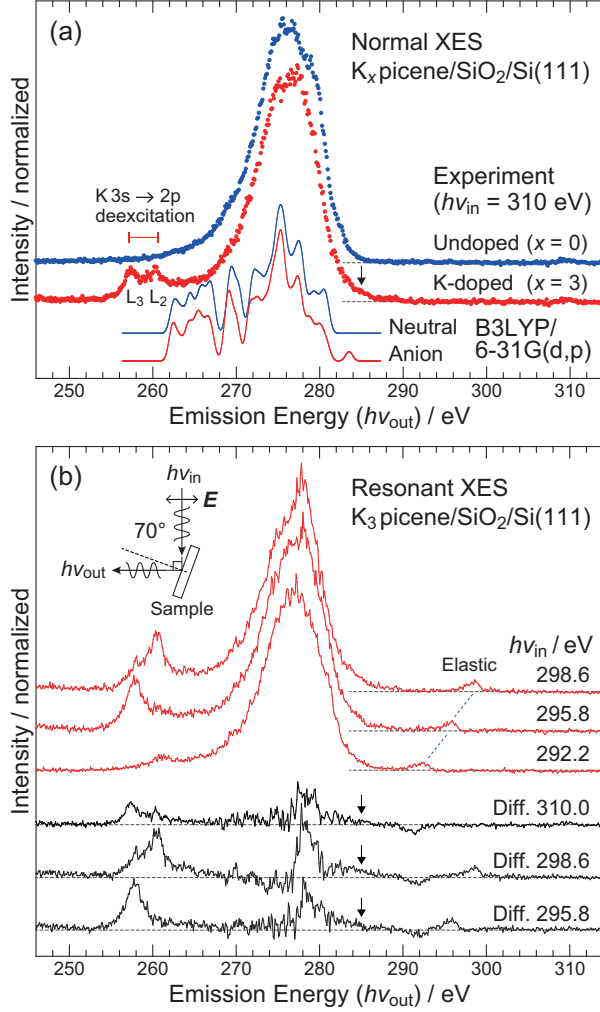 (a)
Normal XES
Kₓ picene/SiO₂/Si(111)
K 3s → 2p
deexcitation
Experiment
(hνin = 310 eV)
Undoped (x = 0)
K-doped (x = 3)
L₃ L₂
Neutral
Anion
B3LYP/
6-31G(d,p)
Intensity / normalized
250 260 270 280 290 300 310
Emission Energy (hνout) / eV
(b)
Resonant XES
K₃ picene/SiO₂/Si(111)
hνin
E
70°
hνout
Sample
hνin / eV
Elastic
298.6
295.8
292.2
Diff. 310.0
Diff. 298.6
Diff. 295.8
Intensity / normalized
250 260 270 280 290 300 310
Emission Energy (hνout) / eV